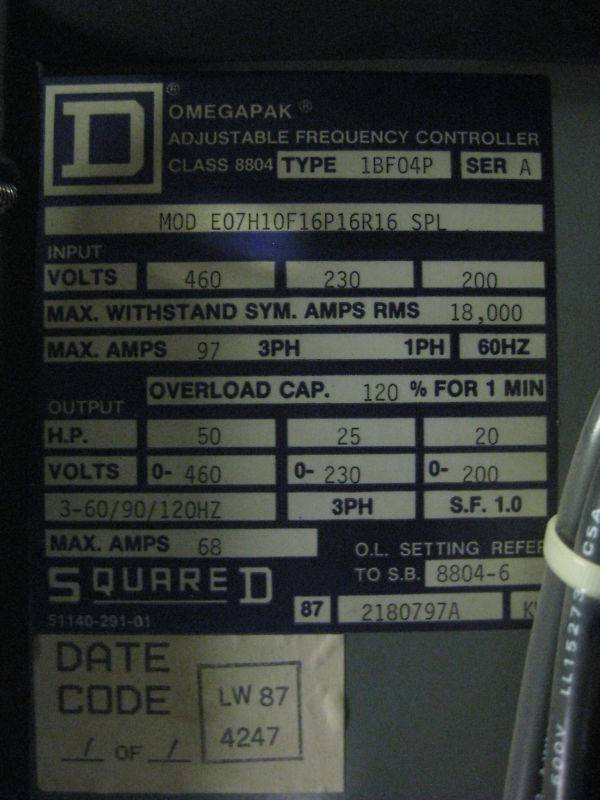 D ®
OMEGAPAK ®
ADJUSTABLE FREQUENCY CONTROLLER
CLASS 8804 TYPE 1BF04P SER A
MOD E07H10F16P16R16 SPL
INPUT
VOLTS 460 230 200
MAX. WITHSTAND SYM. AMPS RMS 18,000
MAX. AMPS 97 3PH 1PH 60HZ
OVERLOAD CAP. 120 % FOR 1 MIN
OUTPUT
H.P. 50 25 20
VOLTS 0- 460 0- 230 0- 200
3-60/90/120HZ 3PH S.F. 1.0
MAX. AMPS 68
O.L. SETTING REFER
TO S.B. 8804-6
SQUARE D
87 2180797A
51140-291-01
DATE
CODE
LW 87
4247
1 OF 1
600V LL15273 CSA